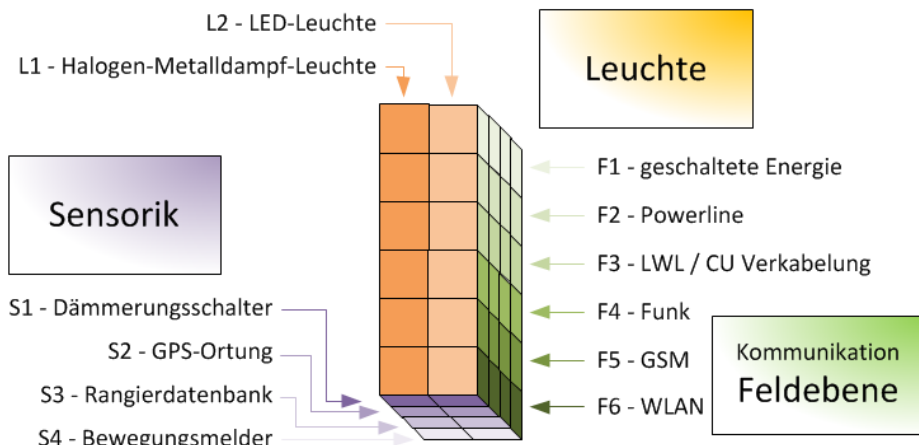 L2 - LED-Leuchte
L1 - Halogen-Metalldampf-Leuchte
Leuchte
Sensorik
F1 - geschaltete Energie
F2 - Powerline
F3 - LWL / CU Verkabelung
F4 - Funk
F5 - GSM
F6 - WLAN
S1 - Dämmerungsschalter
S2 - GPS-Ortung
S3 - Rangierdatenbank
S4 - Bewegungsmelder
Kommunikation
Feldebene